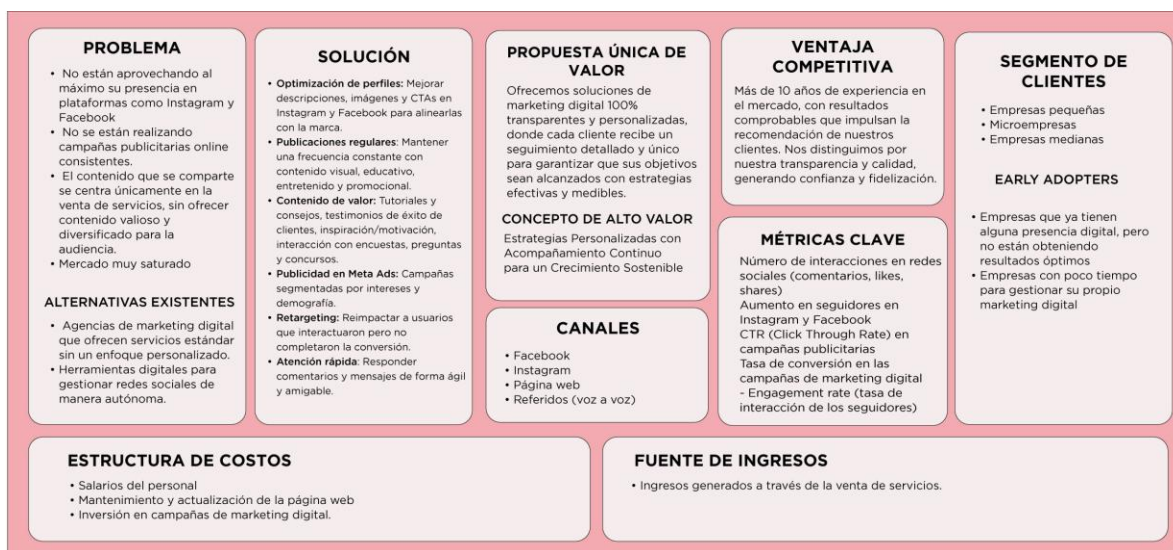 PROBLEMA
• No están aprovechando al
máximo su presencia en
plataformas como Instagram y
Facebook
• No se están realizando
campañas publicitarias online
consistentes.
• El contenido que se comparte
se centra únicamente en la
venta de servicios, sin ofrecer
contenido valioso y
diversificado para la
audiencia.
• Mercado muy saturado
ALTERNATIVAS EXISTENTES
• Agencias de marketing digital
que ofrecen servicios estándar
sin un enfoque personalizado.
• Herramientas digitales para
gestionar redes sociales de
manera autónoma.
SOLUCIÓN
• Optimización de perfiles: Mejorar
descripciones, imágenes y CTAs en
Instagram y Facebook para alinearlas
con la marca.
• Publicaciones regulares: Mantener
una frecuencia constante con
contenido visual, educativo,
entretenido y promocional.
• Contenido de valor: Tutoriales y
consejos, testimonios de éxito de
clientes, inspiración/motivación,
interacción con encuestas, preguntas
y concursos.
• Publicidad en Meta Ads: Campañas
segmentadas por intereses y
demografía.
• Retargeting: Reimpactar a usuarios
que interactuaron pero no
completaron la conversión.
• Atención rápida: Responder
comentarios y mensajes de forma ágil
y amigable.
PROPUESTA ÚNICA DE
VALOR
Ofrecemos soluciones de
marketing digital 100%
transparentes y personalizadas,
donde cada cliente recibe un
seguimiento detallado y único
para garantizar que sus objetivos
sean alcanzados con estrategias
efectivas y medibles.
CONCEPTO DE ALTO VALOR
Estrategias Personalizadas con
Acompañamiento Continuo
para un Crecimiento Sostenible
CANALES
• Facebook
• Instagram
• Página web
• Referidos (voz a voz)
VENTAJA
COMPETITIVA
Más de 10 años de experiencia en
el mercado, con resultados
comprobables que impulsan la
recomendación de nuestros
clientes. Nos distinguimos por
nuestra transparencia y calidad,
generando confianza y fidelización.
MÉTRICAS CLAVE
Número de interacciones en redes
sociales (comentarios, likes,
shares)
Aumento en seguidores en
Instagram y Facebook
CTR (Click Through Rate) en
campañas publicitarias
Tasa de conversión en las
campañas de marketing digital
- Engagement rate (tasa de
interacción de los seguidores)
SEGMENTO DE
CLIENTES
• Empresas pequeñas
• Microempresas
• Empresas medianas
EARLY ADOPTERS
• Empresas que ya tienen
alguna presencia digital, pero
no están obteniendo
resultados óptimos
• Empresas con poco tiempo
para gestionar su propio
marketing digital
ESTRUCTURA DE COSTOS
• Salarios del personal
• Mantenimiento y actualización de la página web
• Inversión en campañas de marketing digital.
FUENTE DE INGRESOS
• Ingresos generados a través de la venta de servicios.